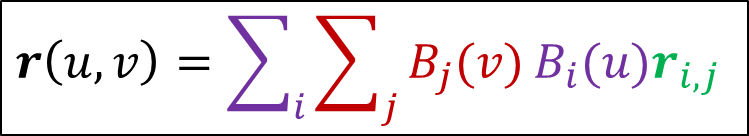 r(u, v) = ∑i ∑j Bj(v) Bi(u)ri,j